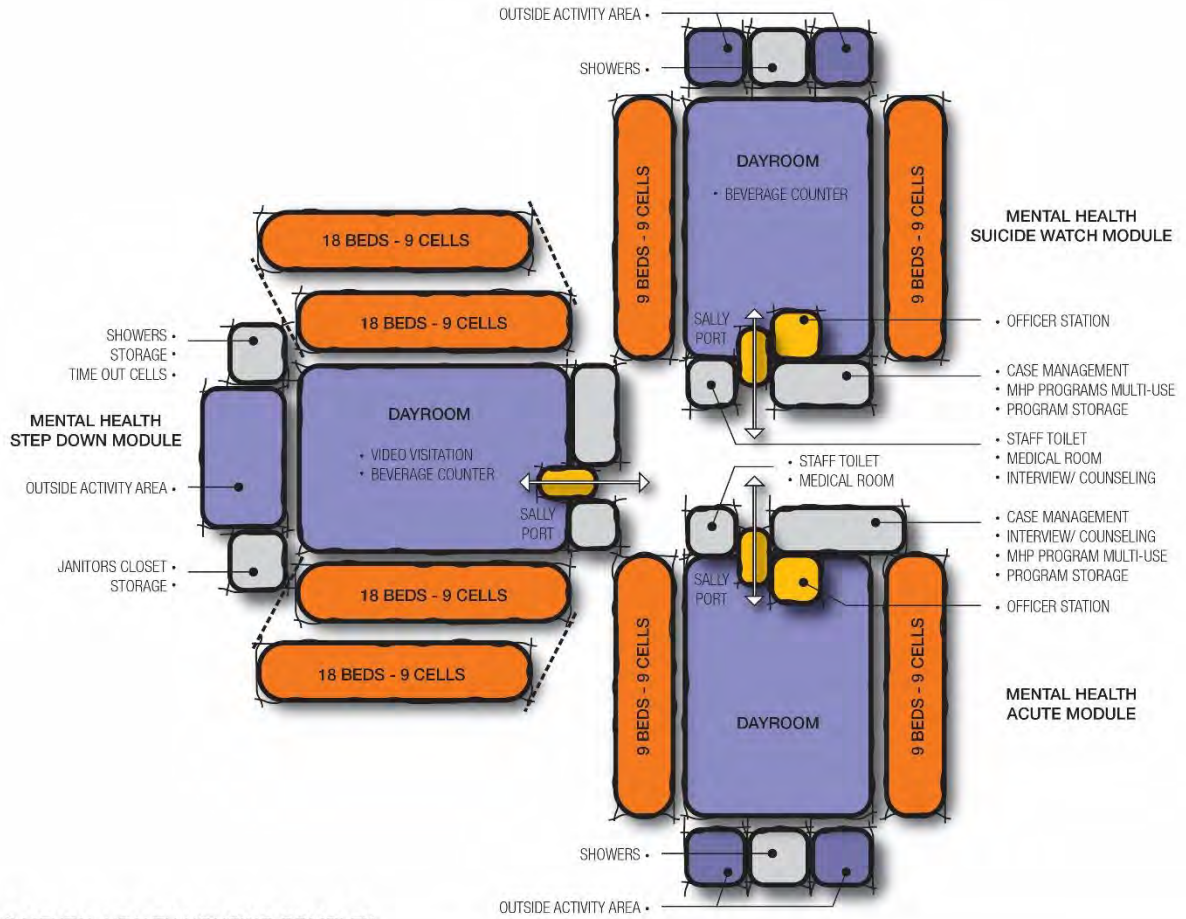 OUTSIDE ACTIVITY AREA •
SHOWERS •
DAYROOM
• BEVERAGE COUNTER
9 BEDS - 9 CELLS
9 BEDS - 9 CELLS
MENTAL HEALTH
SUICIDE WATCH MODULE
SALLY
PORT
• OFFICER STATION
• CASE MANAGEMENT
• MHP PROGRAMS MULTI-USE
• PROGRAM STORAGE
• STAFF TOILET
• MEDICAL ROOM
• INTERVIEW/ COUNSELING
18 BEDS - 9 CELLS
18 BEDS - 9 CELLS
SHOWERS •
STORAGE •
TIME OUT CELLS •
MENTAL HEALTH
STEP DOWN MODULE
DAYROOM
• VIDEO VISITATION
• BEVERAGE COUNTER
OUTSIDE ACTIVITY AREA •
SALLY
PORT
JANITORS CLOSET •
STORAGE •
18 BEDS - 9 CELLS
18 BEDS - 9 CELLS
• STAFF TOILET
• MEDICAL ROOM
• CASE MANAGEMENT
• INTERVIEW/ COUNSELING
• MHP PROGRAM MULTI-USE
• PROGRAM STORAGE
SALLY
PORT
• OFFICER STATION
9 BEDS - 9 CELLS
9 BEDS - 9 CELLS
DAYROOM
MENTAL HEALTH
ACUTE MODULE
SHOWERS •
OUTSIDE ACTIVITY AREA •